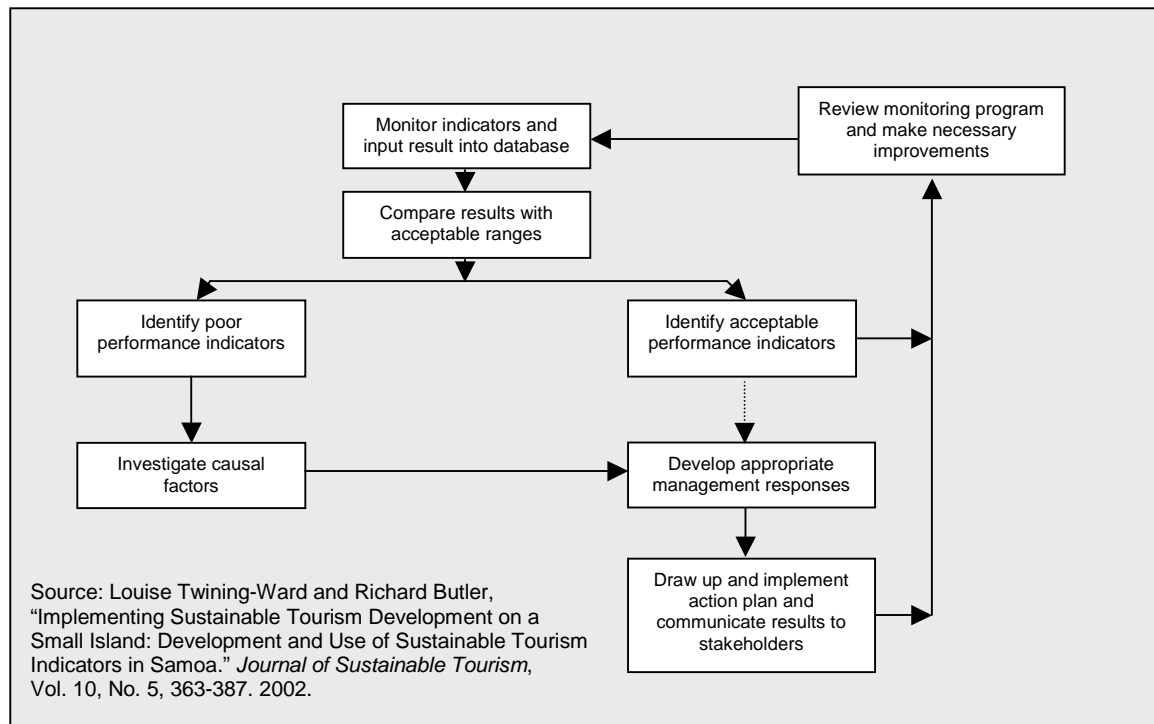 Monitor indicators and
input result into database
Review monitoring program
and make necessary
improvements
Compare results with
acceptable ranges
Identify poor
performance indicators
Identify acceptable
performance indicators
Investigate causal
factors
Develop appropriate
management responses
Draw up and implement
action plan and
communicate results to
stakeholders
Source: Louise Twining-Ward and Richard Butler,
“Implementing Sustainable Tourism Development on a
Small Island: Development and Use of Sustainable Tourism
Indicators in Samoa.” Journal of Sustainable Tourism,
Vol. 10, No. 5, 363-387. 2002.